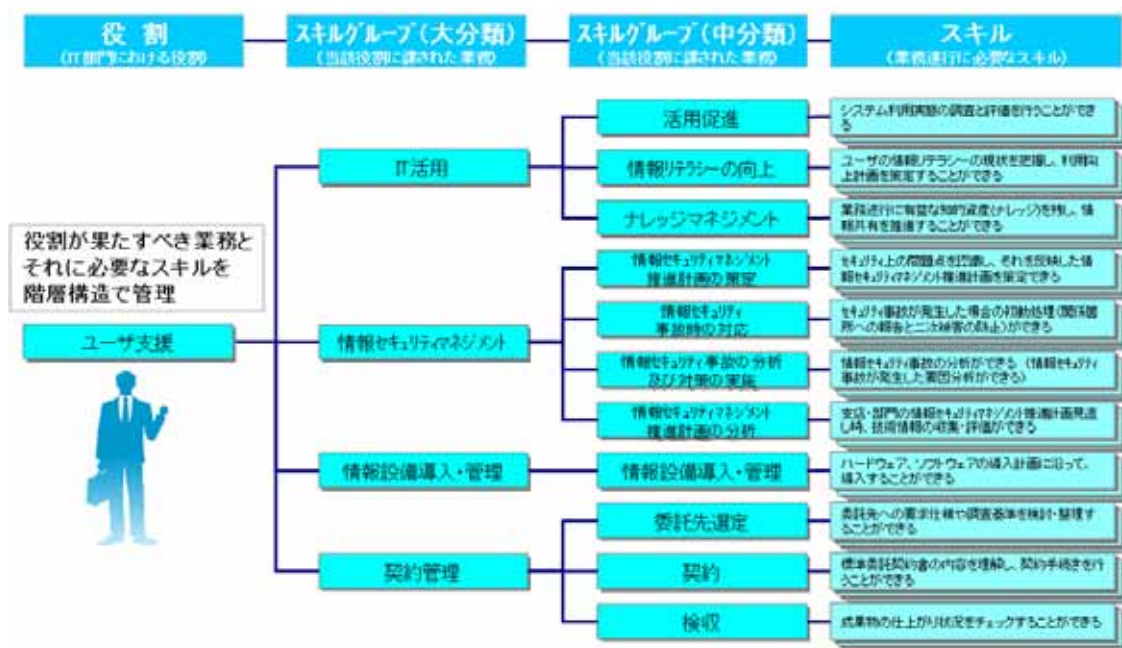 役割
(IT部門における役割)
スキルグループ(大分類)
(当該役割に課された業務)
スキルグループ(中分類)
(当該役割に課された業務)
スキル
(業務遂行に必要なスキル)
役割が果たすべき業務と
それに必要なスキルを
階層構造で管理
ユーザ支援
IT活用
活用促進
システム利用実態の調査と評価を行うことができ
る
情報リテラシーの向上
ユーザの情報リテラシーの現状を把握し、利用向
上計画を策定することができる
ナレッジマネジメント
業務遂行に有益な知的資産(ナレッジ)を残し、情
報共有を推進することができる
情報セキュリティマネジメント
情報セキュリティマネジメント
推進計画の策定
セキュリティ上の問題点を認識し、それを反映した情
報セキュリティマネジメント推進計画を策定できる
情報セキュリティ
事故時の対応
セキュリティ事故が発生した場合の初動処理(関係箇
所への報告と二次被害の防止)ができる
情報セキュリティ事故の分析
及び対策の実施
情報セキュリティ事故の分析ができる (情報セキュリティ
事故が発生した要因分析ができる)
情報セキュリティマネジメント
推進計画の分析
支店・部門の情報セキュリティマネジメント推進計画見直
し時、技術情報の収集・評価ができる
情報設備導入・管理
情報設備導入・管理
ハードウェア、ソフトウェアの導入計画に沿って、
導入することができる
契約管理
委託先選定
委託先への要求仕様や調査基準を検討・整理す
ることができる
契約
標準委託契約書の内容を理解し、契約手続きを行
うことができる
検収
成果物の仕上がり状況をチェックすることができる